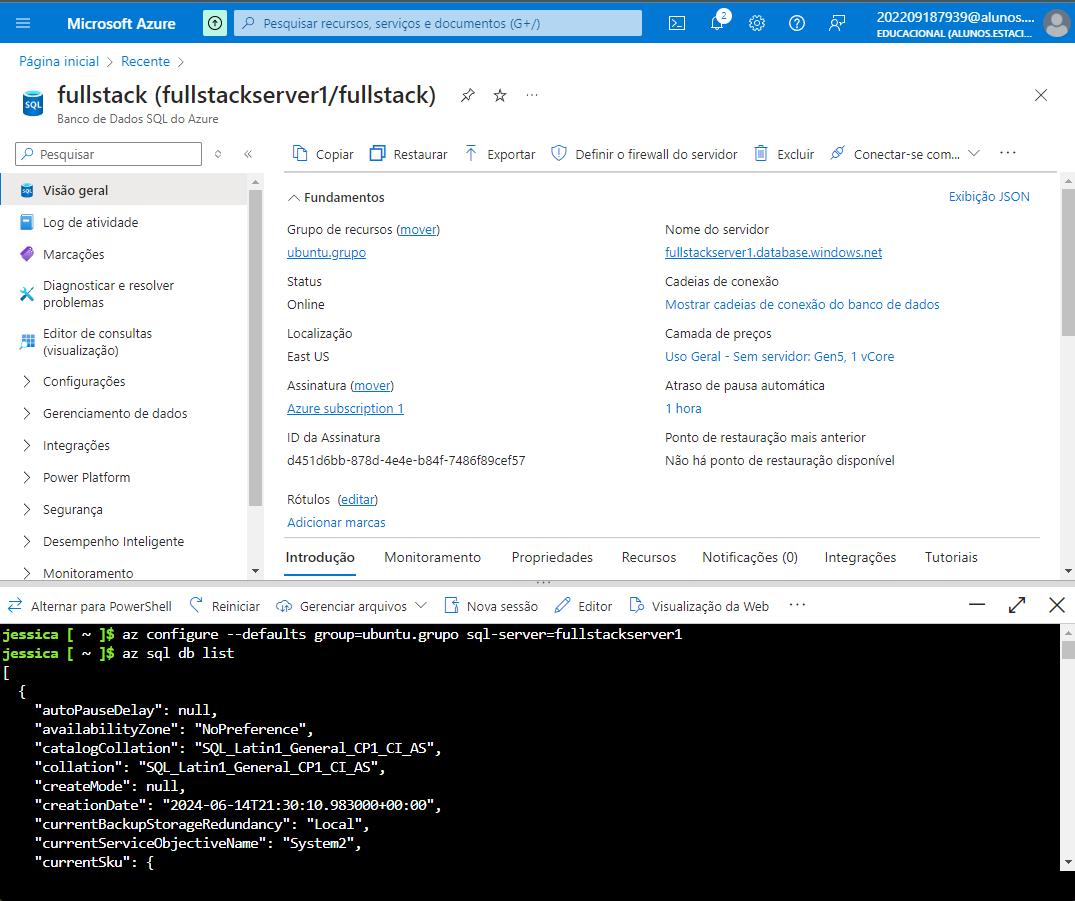 Microsoft Azure
Pesquisar recursos, serviços e documentos (G+/)
2
202209187939@alunos....
EDUCACIONAL (ALUNOS.ESTACI...
Página inicial
Recente
SQL
fullstack (fullstackserver1/fullstack)
Banco de Dados SQL do Azure
Pesquisar
Copiar
Restaurar
Exportar
Definir o firewall do servidor
Excluir
Conectar-se com...
Visão geral
Log de atividade
Marcações
Diagnosticar e resolver
problemas
Editor de consultas
(visualização)
Configurações
Gerenciamento de dados
Integrações
Power Platform
Segurança
Desempenho Inteligente
Monitoramento
Fundamentos
Exibição JSON
Grupo de recursos (mover)
ubuntu.grupo
Status
Online
Localização
East US
Assinatura (mover)
Azure subscription 1
ID da Assinatura
d451d6bb-878d-4e4e-b84f-7486f89cef57
Rótulos (editar)
Adicionar marcas
Nome do servidor
fullstackserver1.database.windows.net
Cadeias de conexão
Mostrar cadeias de conexão do banco de dados
Camada de preços
Uso Geral - Sem servidor: Gen5, 1 vCore
Atraso de pausa automática
1 hora
Ponto de restauração mais anterior
Não há ponto de restauração disponível
Introdução
Monitoramento
Propriedades
Recursos
Notificações (0)
Integrações
Tutoriais
Alternar para PowerShell
Reiniciar
Gerenciar arquivos
Nova sessão
Editor
Visualização da Web
jessica [ ~ ]$ az configure --defaults group=ubuntu.grupo sql-server=fullstackserver1
jessica [ ~ ]$ az sql db list
[
{
"autoPauseDelay": null,
"availabilityZone": "NoPreference",
"catalogCollation": "SQL_Latin1_General_CP1_CI_AS",
"collation": "SQL_Latin1_General_CP1_CI_AS",
"createMode": null,
"creationDate": "2024-06-14T21:30:10.983000+00:00",
"currentBackupStorageRedundancy": "Local",
"currentServiceObjectiveName": "System2",
"currentSku": {